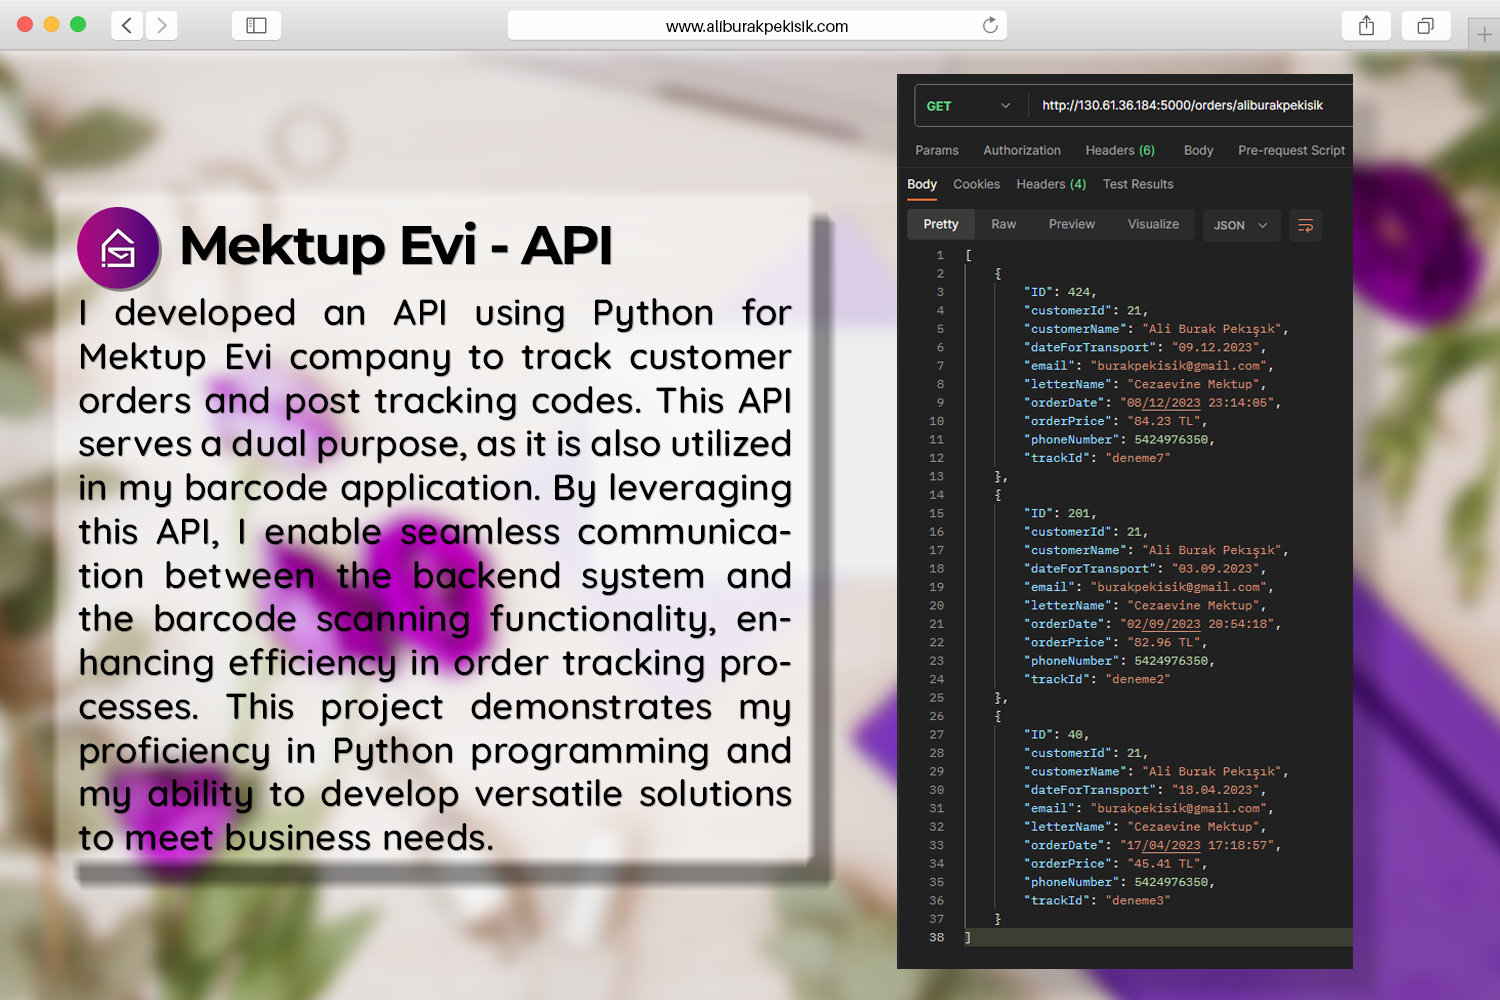 www.aliburakpekisik.com
Mektup Evi - API
I developed an API using Python for
Mektup Evi company to track customer
orders and post tracking codes. This API
serves a dual purpose, as it is also utilized
in my barcode application. By leveraging
this API, I enable seamless communica-
tion between the backend system and
the barcode scanning functionality, en-
hancing efficiency in order tracking pro-
cesses. This project demonstrates my
proficiency in Python programming and
my ability to develop versatile solutions
to meet business needs.
GET http://130.61.36.184:5000/orders/aliburakpekisik
Params Authorization Headers (6) Body Pre-request Script
Body Cookies Headers (4) Test Results
Pretty Raw Preview Visualize JSON
1 [
2 {
3 "ID": 424,
4 "customerId": 21,
5 "customerName": "Ali Burak Pekışık",
6 "dateForTransport": "09.12.2023",
7 "email": "burakpekisik@gmail.com",
8 "letterName": "Cezaevine Mektup",
9 "orderDate": "08/12/2023 23:14:05",
10 "orderPrice": "84.23 TL",
11 "phoneNumber": 5424976350,
12 "trackId": "deneme7"
13 },
14 {
15 "ID": 201,
16 "customerId": 21,
17 "customerName": "Ali Burak Pekışık",
18 "dateForTransport": "03.09.2023",
19 "email": "burakpekisik@gmail.com",
20 "letterName": "Cezaevine Mektup",
21 "orderDate": "02/09/2023 20:54:18",
22 "orderPrice": "82.96 TL",
23 "phoneNumber": 5424976350,
24 "trackId": "deneme2"
25 },
26 {
27 "ID": 40,
28 "customerId": 21,
29 "customerName": "Ali Burak Pekışık",
30 "dateForTransport": "18.04.2023",
31 "email": "burakpekisik@gmail.com",
32 "letterName": "Cezaevine Mektup",
33 "orderDate": "17/04/2023 17:18:57",
34 "orderPrice": "45.41 TL",
35 "phoneNumber": 5424976350,
36 "trackId": "deneme3"
37 }
38 ]